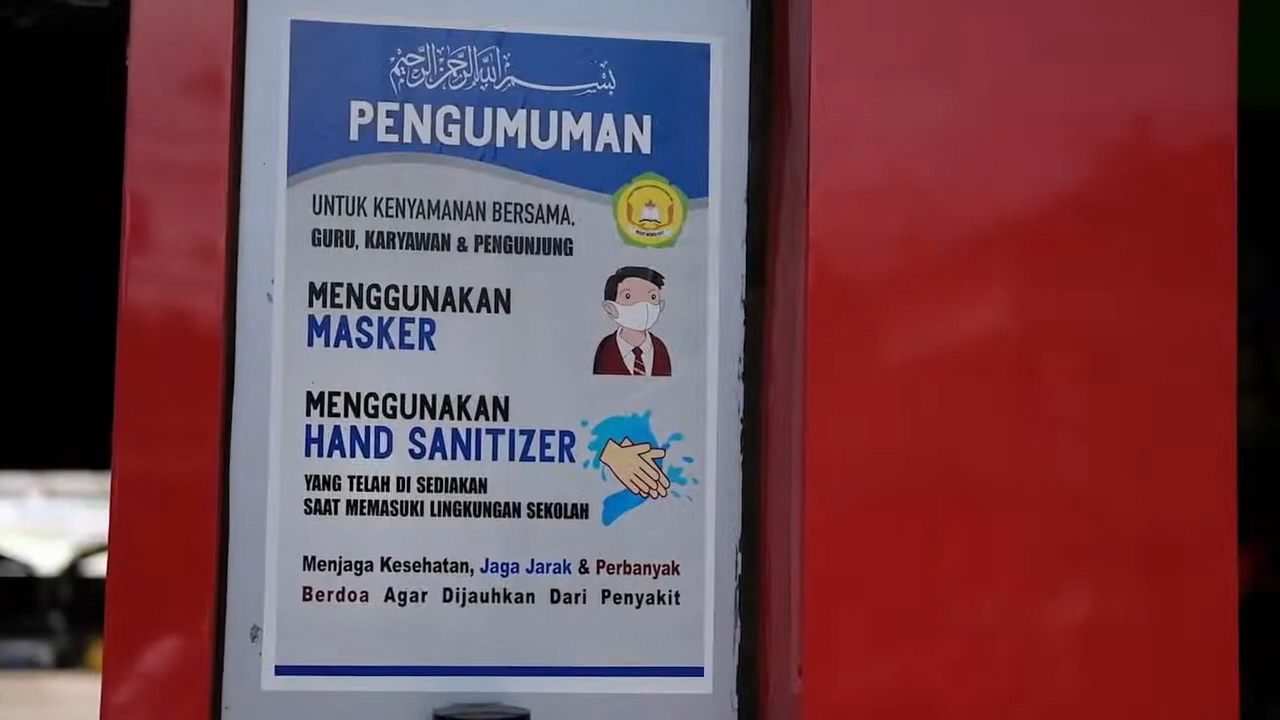 بسم الله الرحمن الرحيم
PENGUMUMAN
UNTUK KENYAMANAN BERSAMA,
GURU, KARYAWAN & PENGUNJUNG
MENGGUNAKAN
MASKER
MENGGUNAKAN
HAND SANITIZER
YANG TELAH DI SEDIAKAN
SAAT MEMASUKI LINGKUNGAN SEKOLAH
Menjaga Kesehatan, Jaga Jarak & Perbanyak
Berdoa Agar Dijauhkan Dari Penyakit